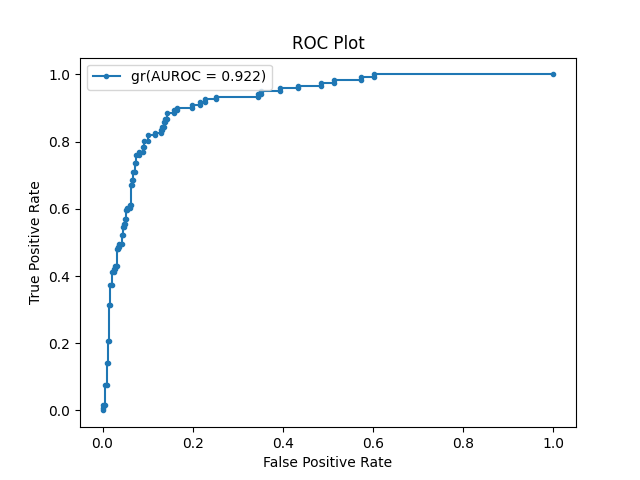 ROC Plot
gr(AUROC = 0.922)
True Positive Rate
1.0
0.8
0.6
0.4
0.2
0.0
0.0 0.2 0.4 0.6 0.8 1.0
False Positive Rate